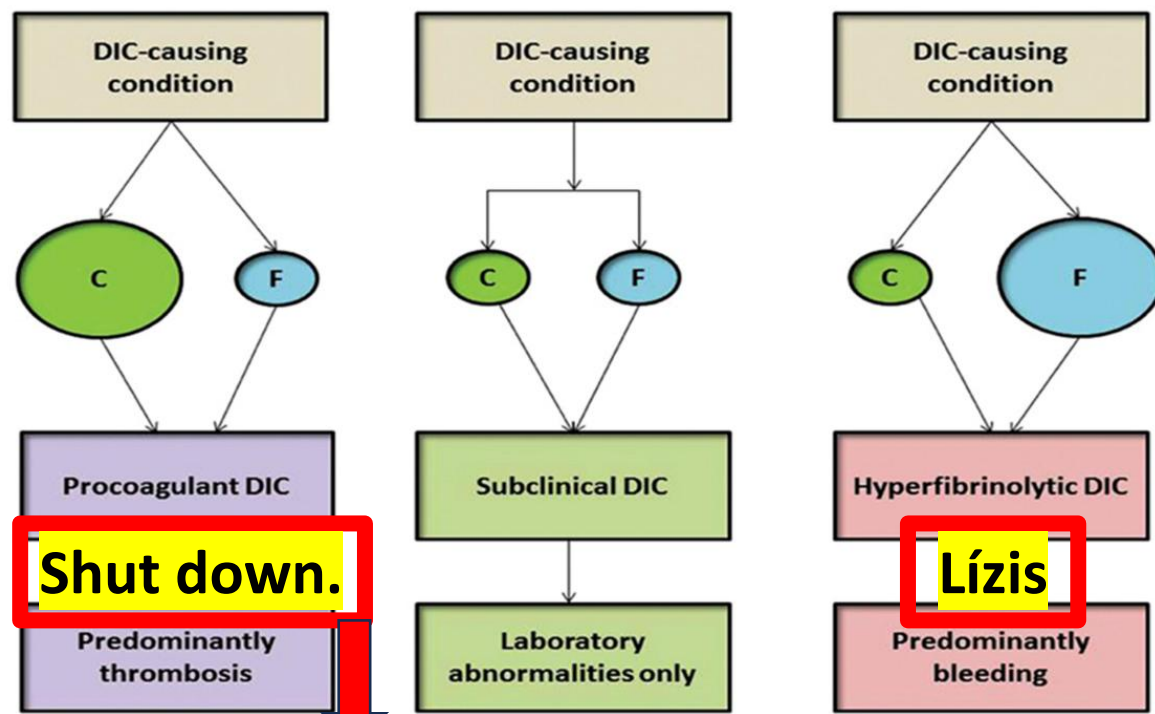 DIC-causing
condition
C
F
Procoagulant DIC
Shut down.
Predominantly
thrombosis
DIC-causing
condition
C
F
Subclinical DIC
Laboratory
abnormalities only
DIC-causing
condition
C
F
Hyperfibrinolytic DIC
Lízis
Predominantly
bleeding